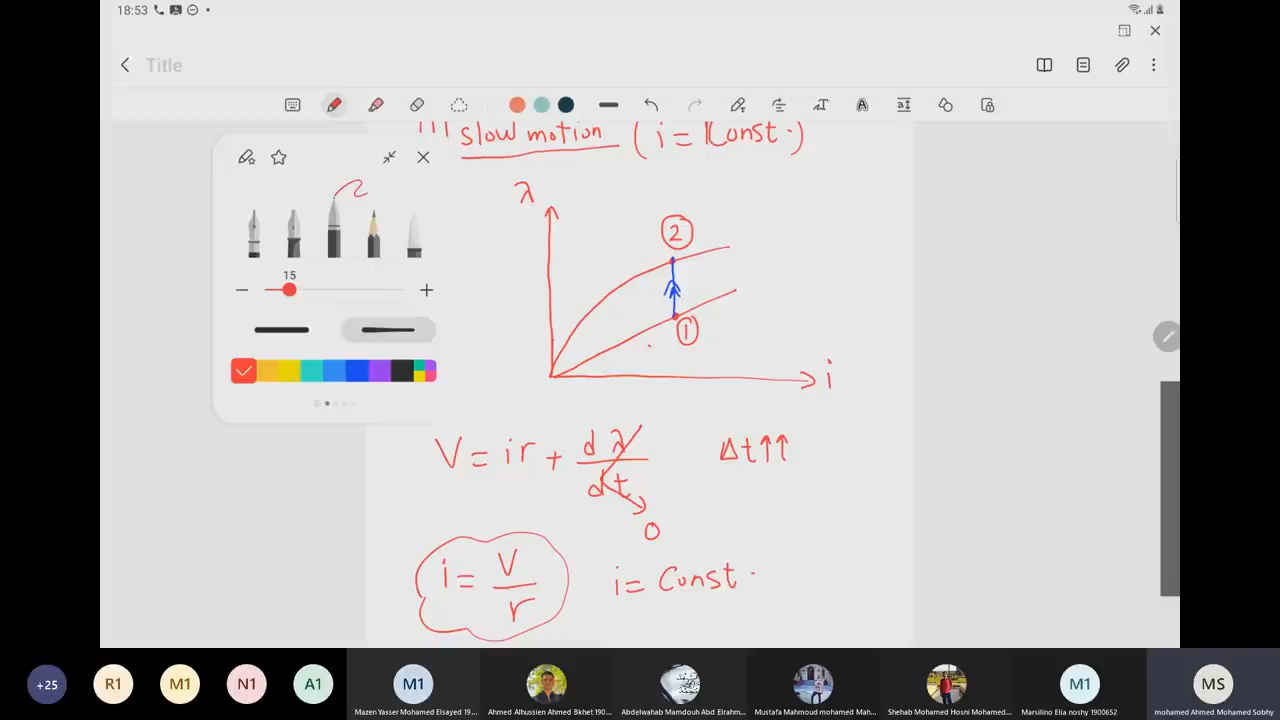 18:53
Title
slow motion ( i = Const. )
λ
2
15
1
i
V = ir + dλ/dt Δt↑↑
0
i = V/r i = Const.
+25 R1 M1 N1 A1 M1 M1 MS
Mazen Yasser Mohamed Elsayed 19... Ahmed Alhussien Ahmed Bkhet 190... Abdelwahab Mamdouh Abd Elrahm... Mustafa Mahmoud mohamed Mah... Shehab Mohamed Hosni Mohamed... Marsilino Elia noshy 1900652 mohamed Ahmed Mohamed Sobhy